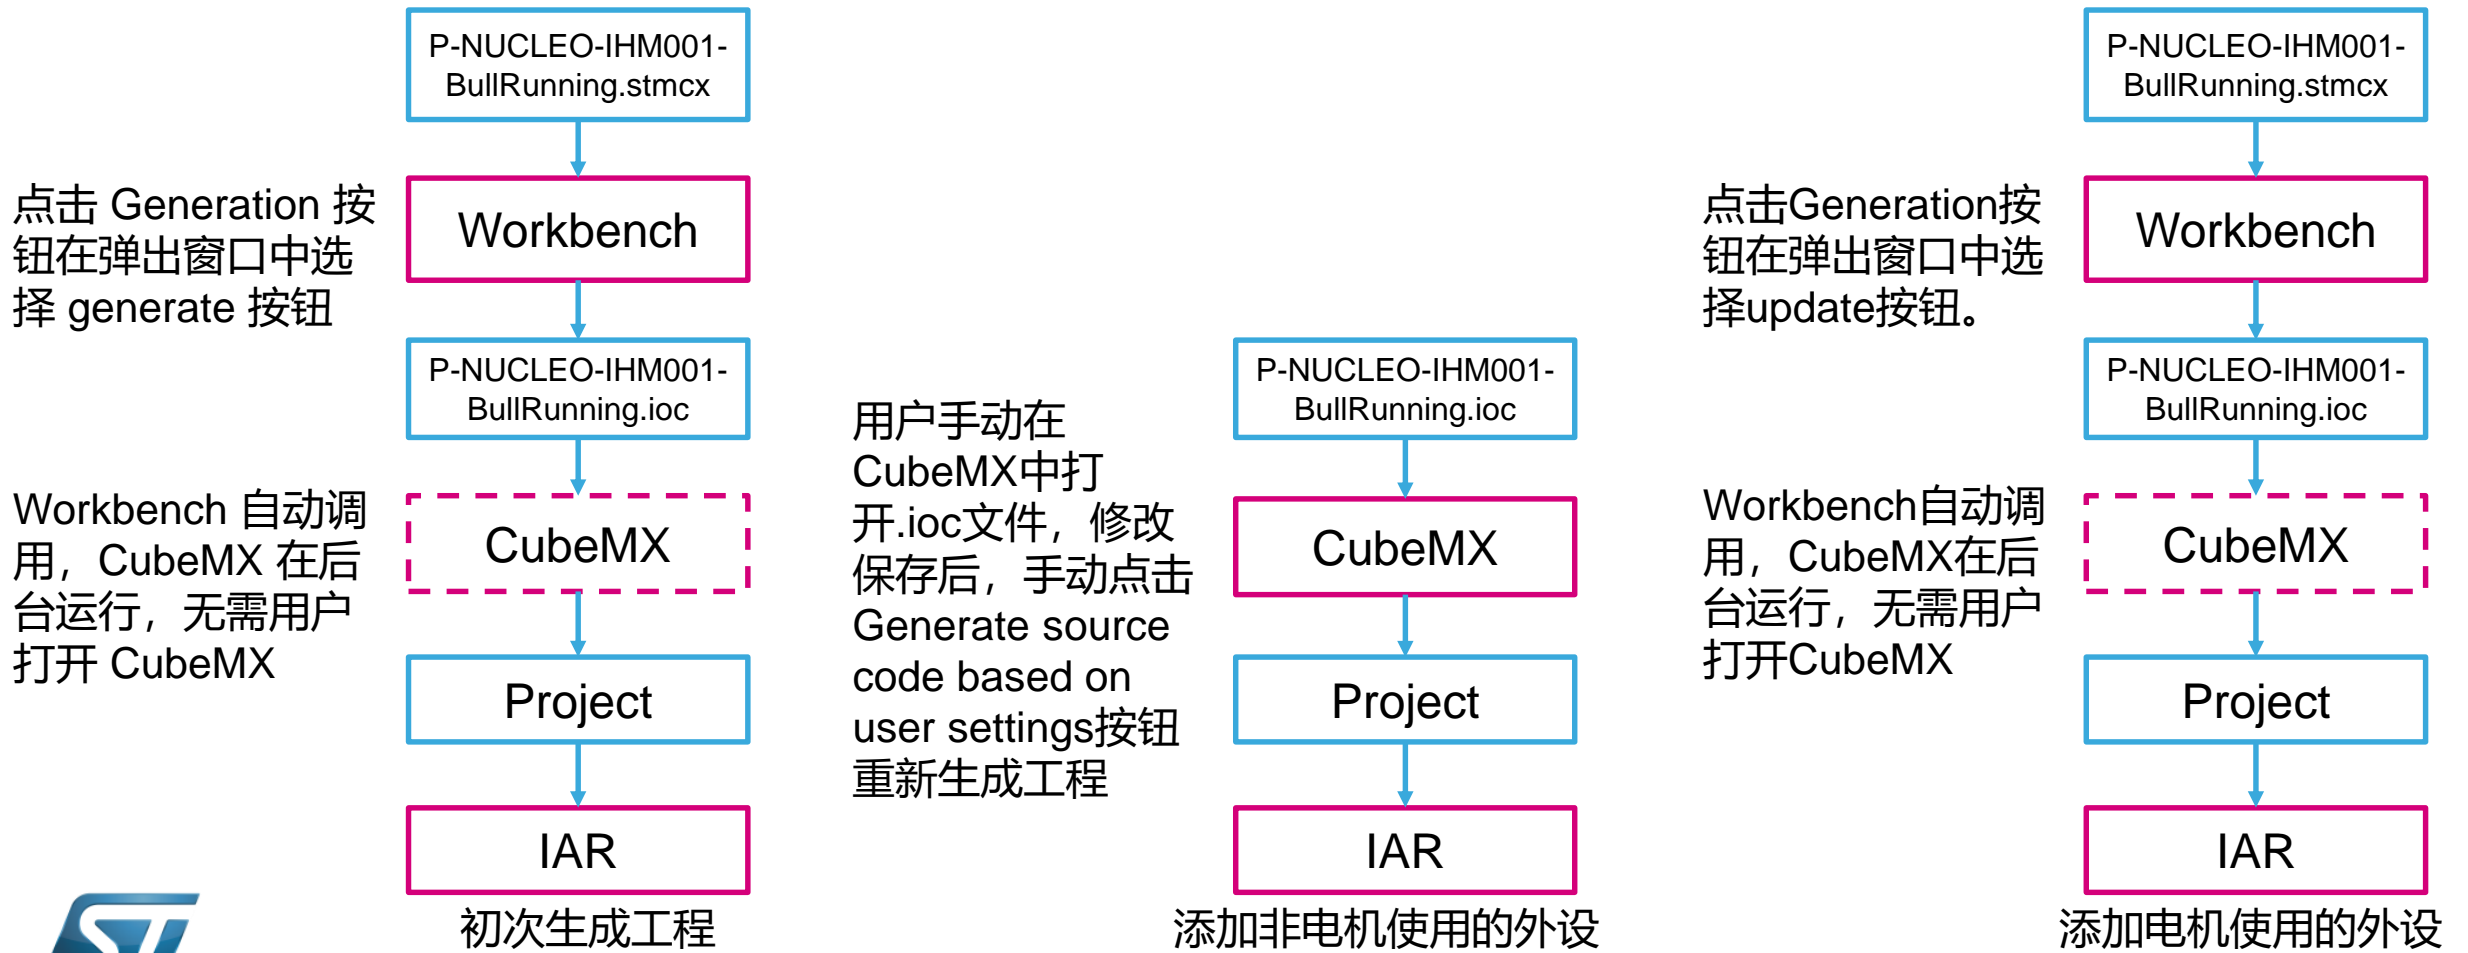 P-NUCLEO-IHM001-
BullRunning.stmcx
点击 Generation 按
钮在弹出窗口中选
择 generate 按钮
Workbench
P-NUCLEO-IHM001-
BullRunning.ioc
Workbench 自动调
用，CubeMX 在后
台运行，无需用户
打开 CubeMX
CubeMX
Project
IAR
初次生成工程
用户手动在
CubeMX中打
开.ioc文件，修改
保存后，手动点击
Generate source
code based on
user settings按钮
重新生成工程
P-NUCLEO-IHM001-
BullRunning.ioc
CubeMX
Project
IAR
添加非电机使用的外设
P-NUCLEO-IHM001-
BullRunning.stmcx
点击Generation按
钮在弹出窗口中选
择update按钮。
Workbench
P-NUCLEO-IHM001-
BullRunning.ioc
Workbench自动调
用，CubeMX在后
台运行，无需用户
打开CubeMX
CubeMX
Project
IAR
添加电机使用的外设
ST